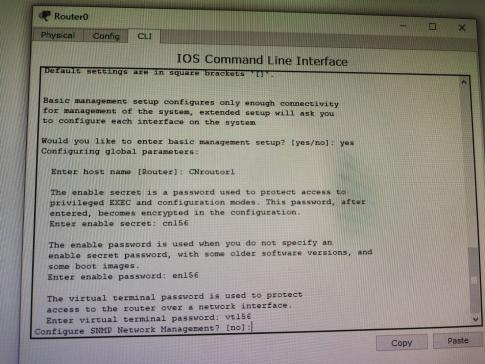 Router0
Physical Config CLI
IOS Command Line Interface
Default settings are in square brackets '[]'.
Basic management setup configures only enough connectivity
for management of the system, extended setup will ask you
to configure each interface on the system
Would you like to enter basic management setup? [yes/no]: yes
Configuring global parameters:
Enter host name [Router]: CNroutorl
The enable secret is a password used to protect access to
privileged EXEC and configuration modes. This password, after
entered, becomes encrypted in the configuration.
Enter enable secret: cn156
The enable password is used when you do not specify an
enable secret password, with some older software versions, and
some boot images.
Enter enable password: en156
The virtual terminal password is used to protect
access to the router over a network interface.
Enter virtual terminal password: vt156
Configure SNMP Network Management? [no]:
Copy Paste